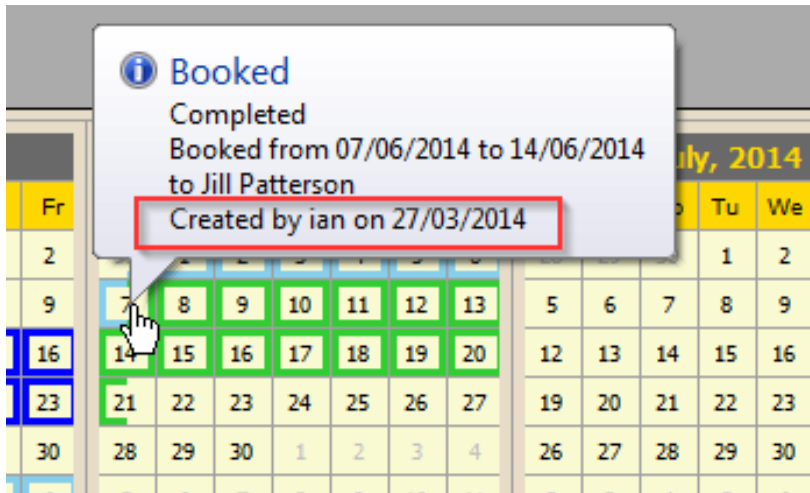 Booked
Completed
Booked from 07/06/2014 to 14/06/2014
to Jill Patterson
Created by ian on 27/03/2014
2014
Fr Tu We
2 1 2
9 7 8 9 10 11 12 13 5 6 7 8 9
16 14 15 16 17 18 19 20 12 13 14 15 16
23 21 22 23 24 25 26 27 19 20 21 22 23
30 28 29 30 1 2 3 4 26 27 28 29 30